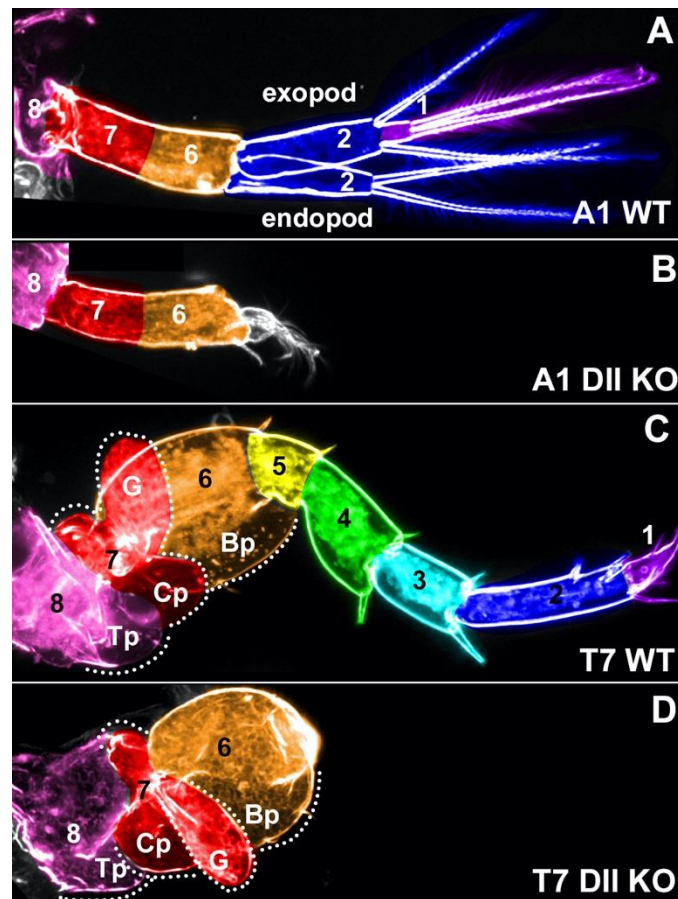 A
exopod
1
8
7
6
2
2
endopod
A1 WT
B
8
7
6
A1 Dll KO
C
G
6
5
4
1
7
Bp
3
8
Cp
2
Tp
T7 WT
D
6
7
8
Bp
Cp
Tp
G
T7 Dll KO